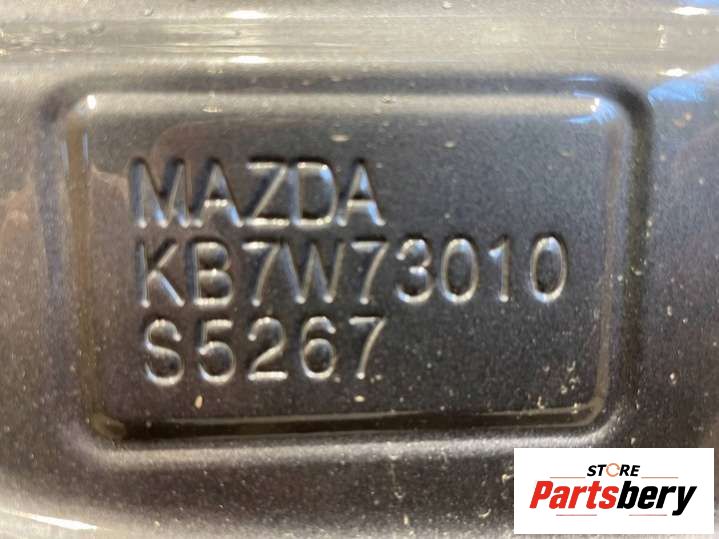 MAZDA
KB7W73010
S5267
STORE
Partsbery